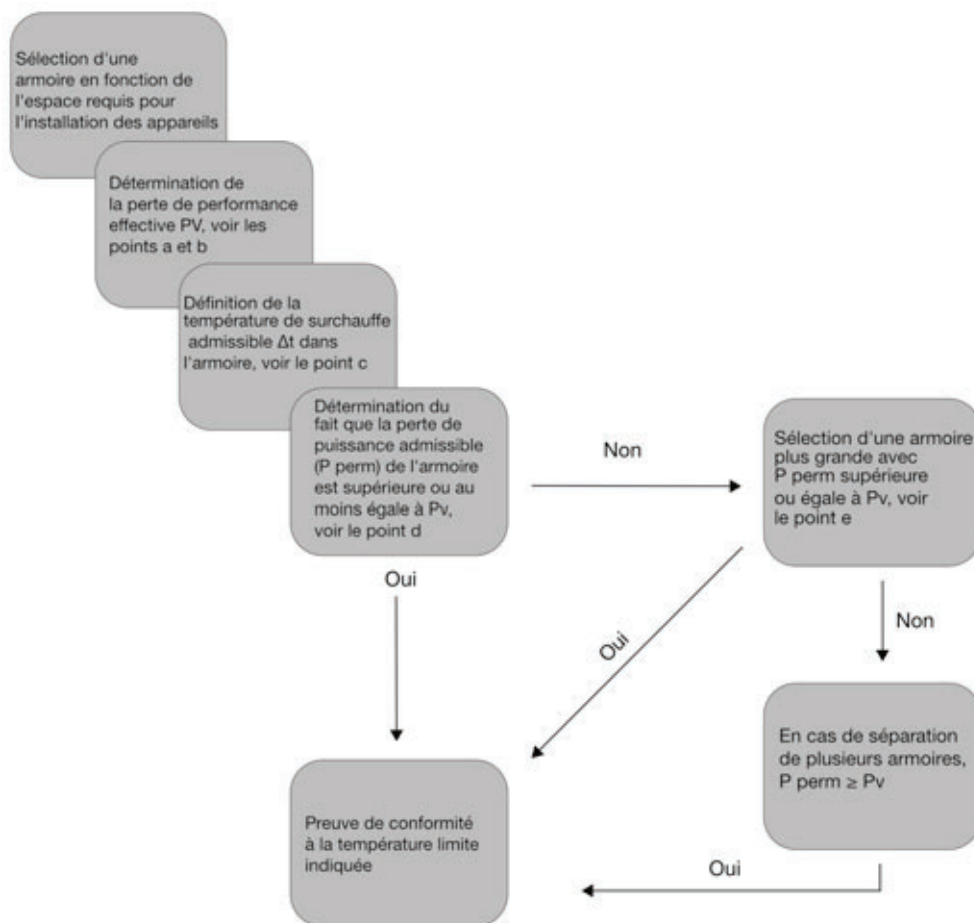 Sélection d'une
armoire en fonction de
l'espace requis pour
l'installation des appareils
Détermination de
la perte de performance
effective PV, voir les
points a et b
Définition de la
température de surchauffe
admissible Δt dans
l'armoire, voir le point c
Détermination du
fait que la perte de
puissance admissible
(P perm) de l'armoire
est supérieure ou au
moins égale à Pv,
voir le point d
Non
Sélection d'une armoire
plus grande avec
P perm supérieure
ou égale à Pv, voir
le point e
Oui
Oui
Non
En cas de séparation
de plusieurs armoires,
P perm ≥ Pv
Preuve de conformité
à la température limite
indiquée
Oui